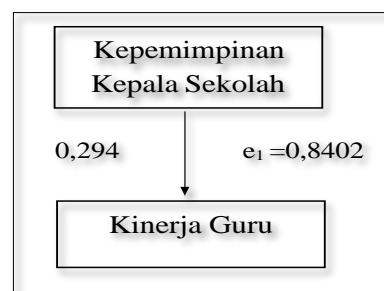 Kepemimpinan
Kepala Sekolah
0,294
e₁ =0,8402
Kinerja Guru